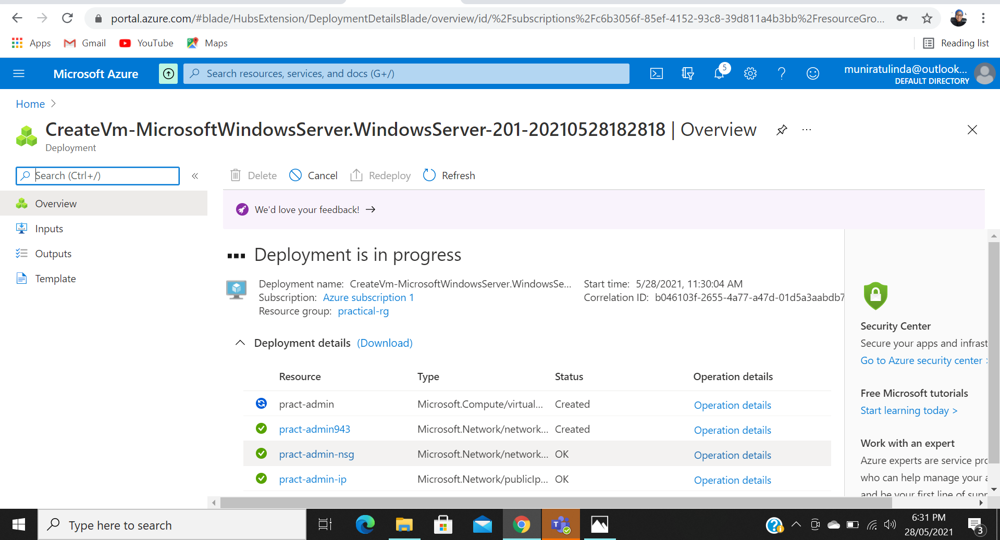 portal.azure.com/#blade/HubsExtension/DeploymentDetailsBlade/overview/id/%2Fsubscriptions%2Fc6b3056f-85ef-4152-93c8-39d811a4b3bb%2FresourceGro...
Apps Gmail YouTube Maps Reading list
Microsoft Azure Search resources, services, and docs (G+/) 5 muniratulinda@outlook...
DEFAULT DIRECTORY
Home >
CreateVm-MicrosoftWindowsServer.WindowsServer-201-20210528182818 | Overview ...
Deployment
Search (Ctrl+/) «
Delete Cancel Redeploy Refresh
Overview
Inputs
Outputs
Template
We'd love your feedback! →
Deployment is in progress
Deployment name: CreateVm-MicrosoftWindowsServer.WindowsSe... Start time: 5/28/2021, 11:30:04 AM
Subscription: Azure subscription 1 Correlation ID: b046103f-2655-4a77-a47d-01d5a3aabdb7
Resource group: practical-rg
Deployment details (Download)
Resource Type Status Operation details
pract-admin Microsoft.Compute/virtual... Created Operation details
pract-admin943 Microsoft.Network/network... Created Operation details
pract-admin-nsg Microsoft.Network/network... OK Operation details
pract-admin-ip Microsoft.Network/publicIp... OK Operation details
Security Center
Secure your apps and infrast
Go to Azure security center >
Free Microsoft tutorials
Start learning today >
Work with an expert
Azure experts are service pro
who can help manage your a
and be your first line of supp
Type here to search
6:31 PM
28/05/2021
3